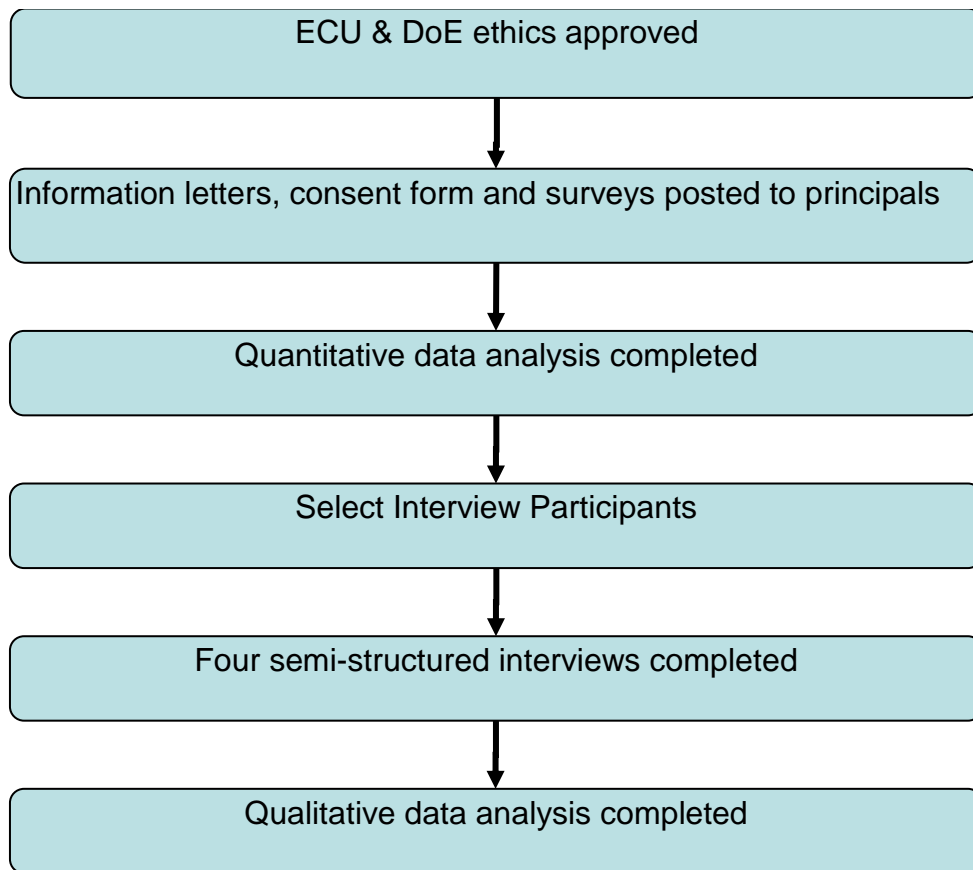 ECU & DoE ethics approved
Information letters, consent form and surveys posted to principals
Quantitative data analysis completed
Select Interview Participants
Four semi-structured interviews completed
Qualitative data analysis completed